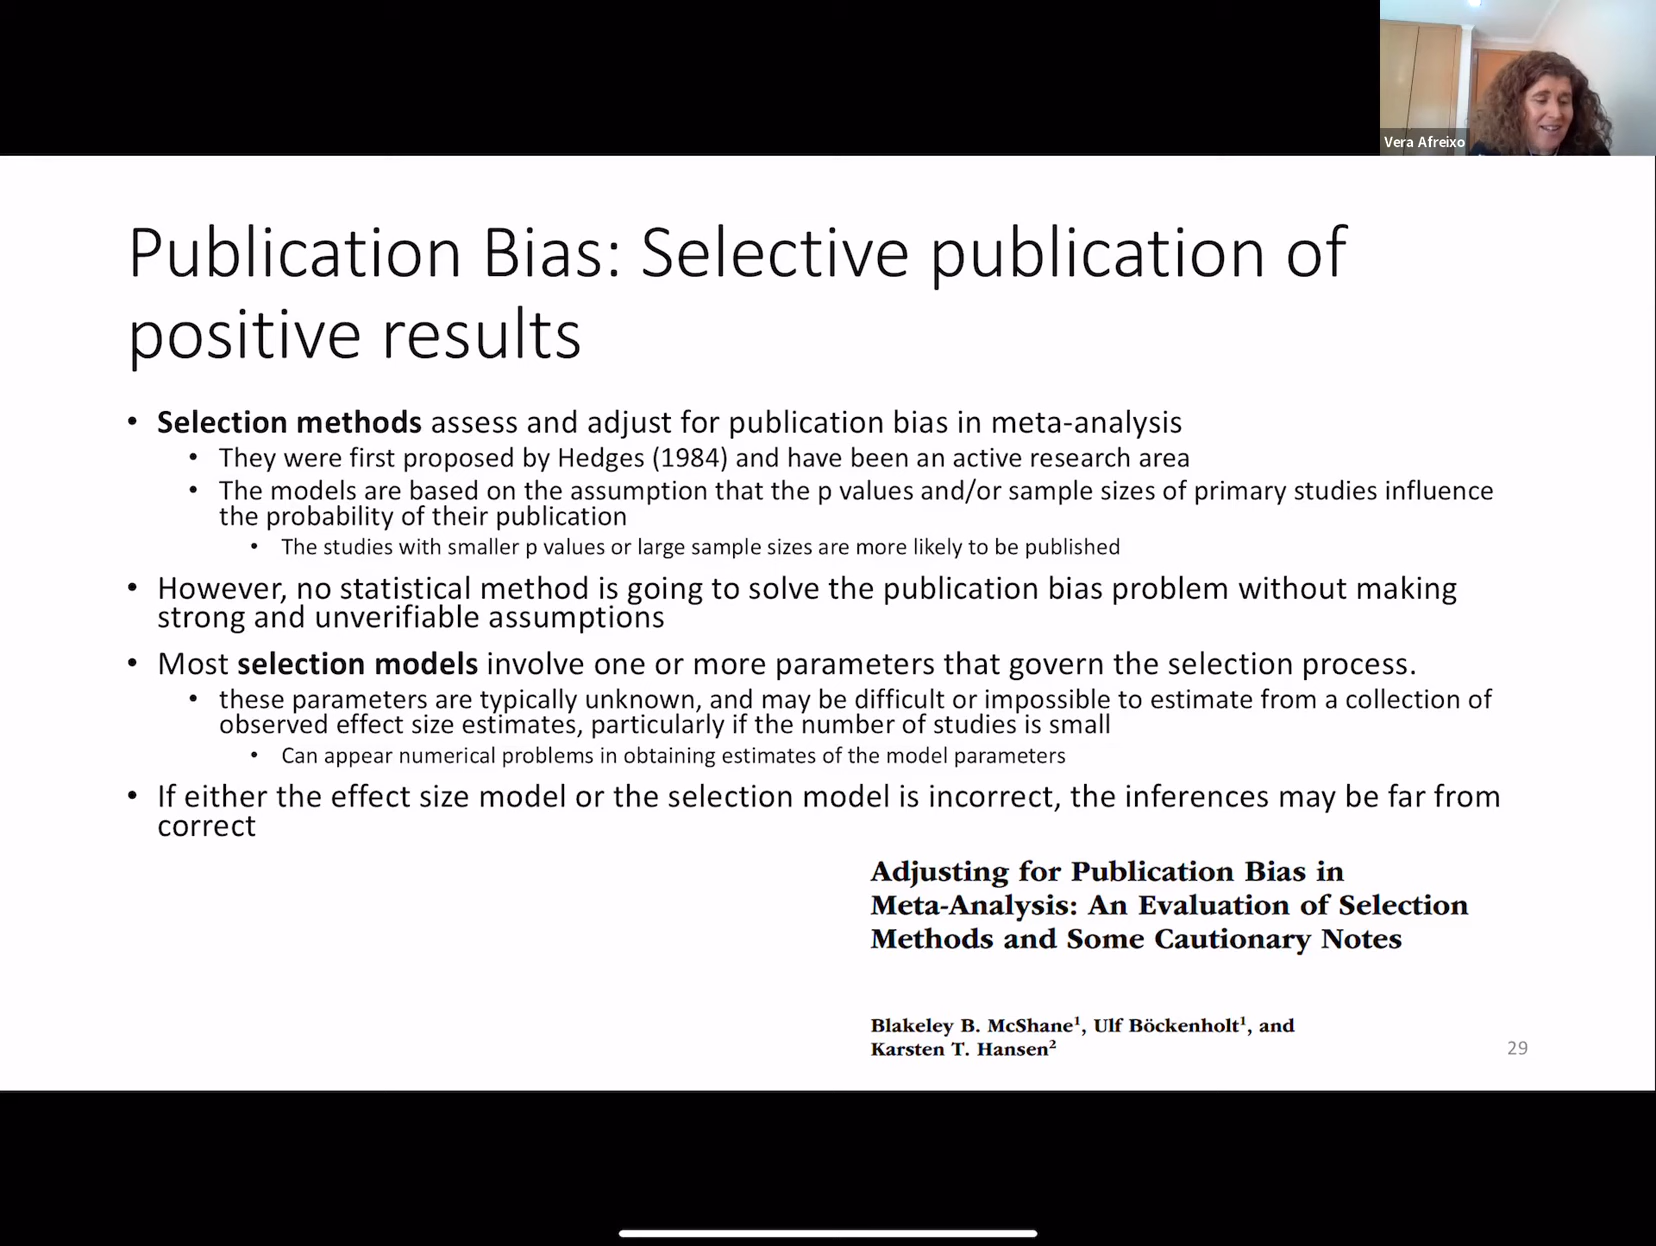 Vera Afreixo
Publication Bias: Selective publication of
positive results
• Selection methods assess and adjust for publication bias in meta-analysis
• They were first proposed by Hedges (1984) and have been an active research area
• The models are based on the assumption that the p values and/or sample sizes of primary studies influence
the probability of their publication
• The studies with smaller p values or large sample sizes are more likely to be published
• However, no statistical method is going to solve the publication bias problem without making
strong and unverifiable assumptions
• Most selection models involve one or more parameters that govern the selection process.
• these parameters are typically unknown, and may be difficult or impossible to estimate from a collection of
observed effect size estimates, particularly if the number of studies is small
• Can appear numerical problems in obtaining estimates of the model parameters
• If either the effect size model or the selection model is incorrect, the inferences may be far from
correct
Adjusting for Publication Bias in
Meta-Analysis: An Evaluation of Selection
Methods and Some Cautionary Notes
Blakeley B. McShane¹, Ulf Böckenholt¹, and
Karsten T. Hansen²
29